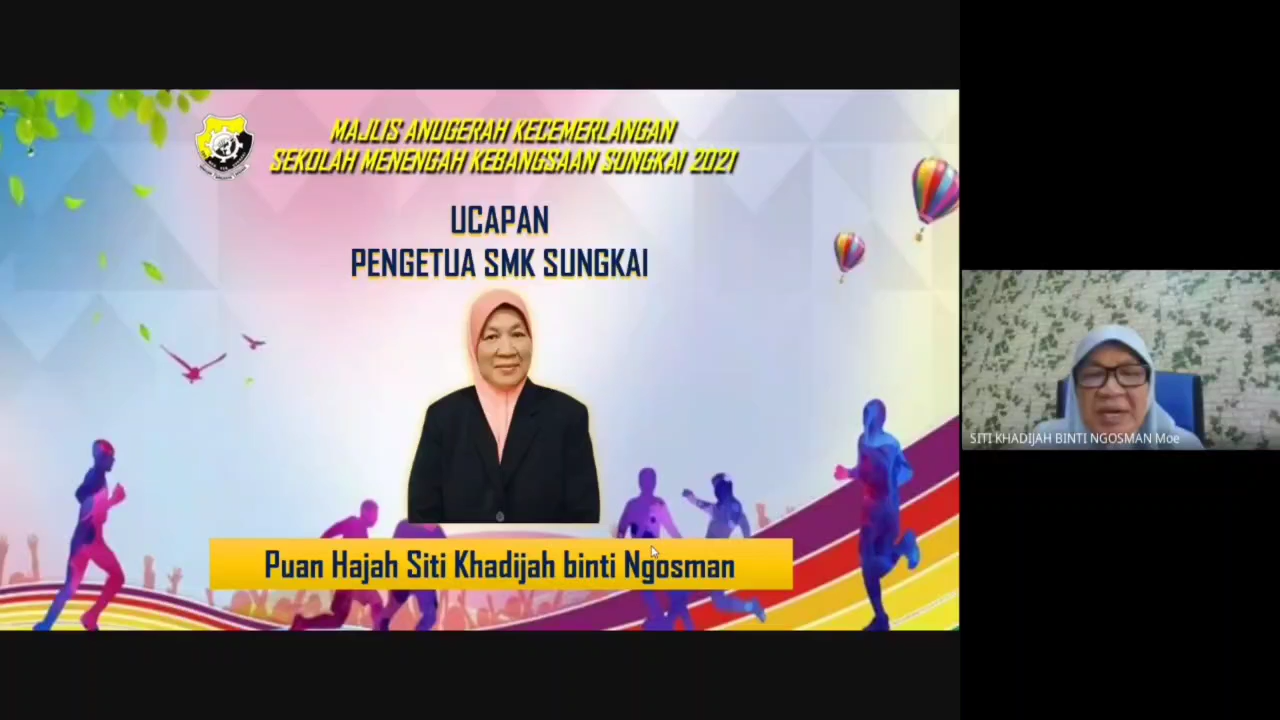 MAJLIS ANUGERAH KECEMERLANGAN
SEKOLAH MENENGAH KEBANGSAAN SUNGKAI 2021
UCAPAN
PENGETUA SMK SUNGKAI
Puan Hajah Siti Khadijah binti Ngosman
SITI KHADIJAH BINTI NGOSMAN Moe